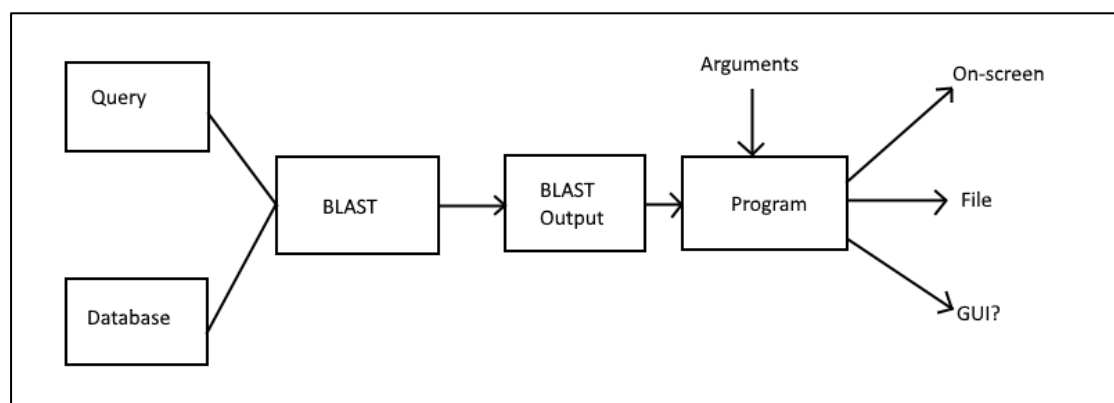 Query
Database
BLAST
BLAST
Output
Arguments
Program
On-screen
File
GUI?